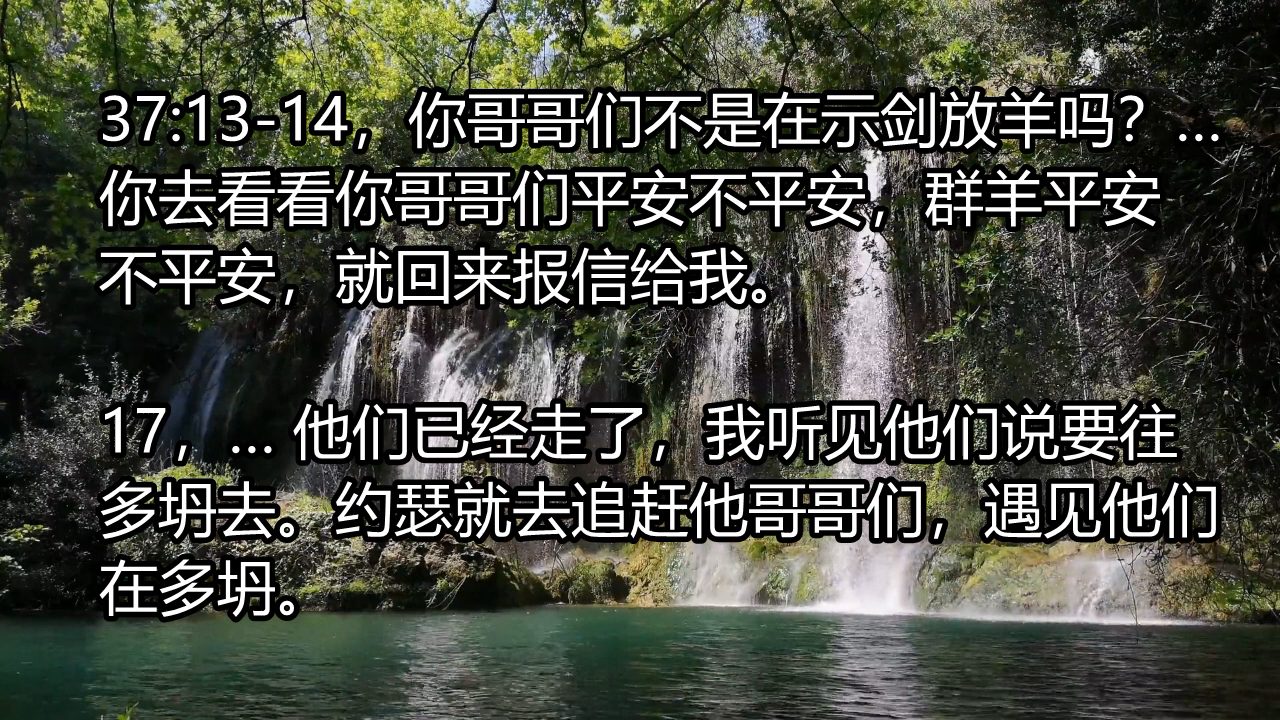 37:13-14，你哥哥们不是在示剑放羊吗？…
你去看看你哥哥们平安不平安，群羊平安
不平安，就回来报信给我。
17，… 他们已经走了，我听见他们说要往
多坍去。约瑟就去追赶他哥哥们，遇见他们
在多坍。